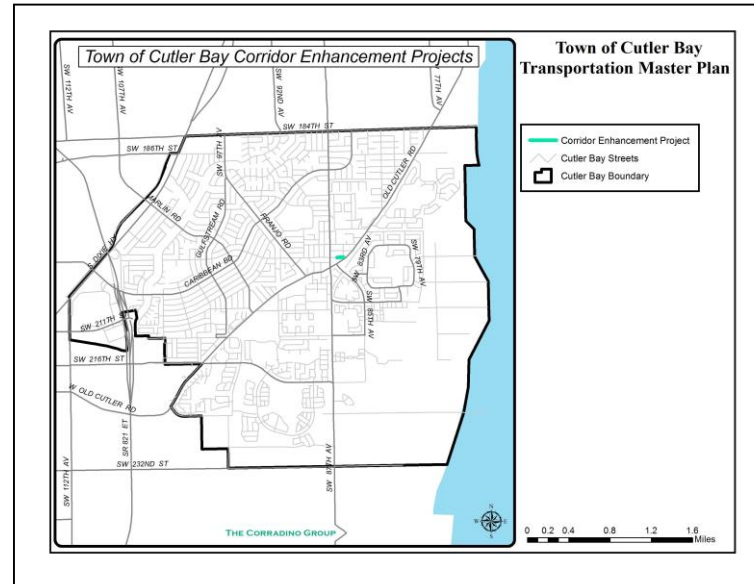 Town of Cutler Bay Corridor Enhancement Projects
Town of Cutler Bay
Transportation Master Plan
Corridor Enhancement Project
Cutler Bay Streets
Cutler Bay Boundary
SW 112TH AV
SW 107TH AV
SW 92ND AV
77TH AV
SW 184TH ST
SW 186TH ST
SW 97TH AV
OLD CUTLER RD
MARLIN RD
GULFSTREAM RD
FRANJO RD
S DIXIE HY
CARIBBEAN BD
SW 83RD AV
SW 79TH AV
SW 85TH AV
SW 211TH ST
SW 216TH ST
W OLD CUTLER RD
SR 821 ET
SW 232ND ST
SW 112TH AV
SW 87TH AV
N
W E
S
THE CORRADINO GROUP
0 0.2 0.4 0.8 1.2 1.6
Miles